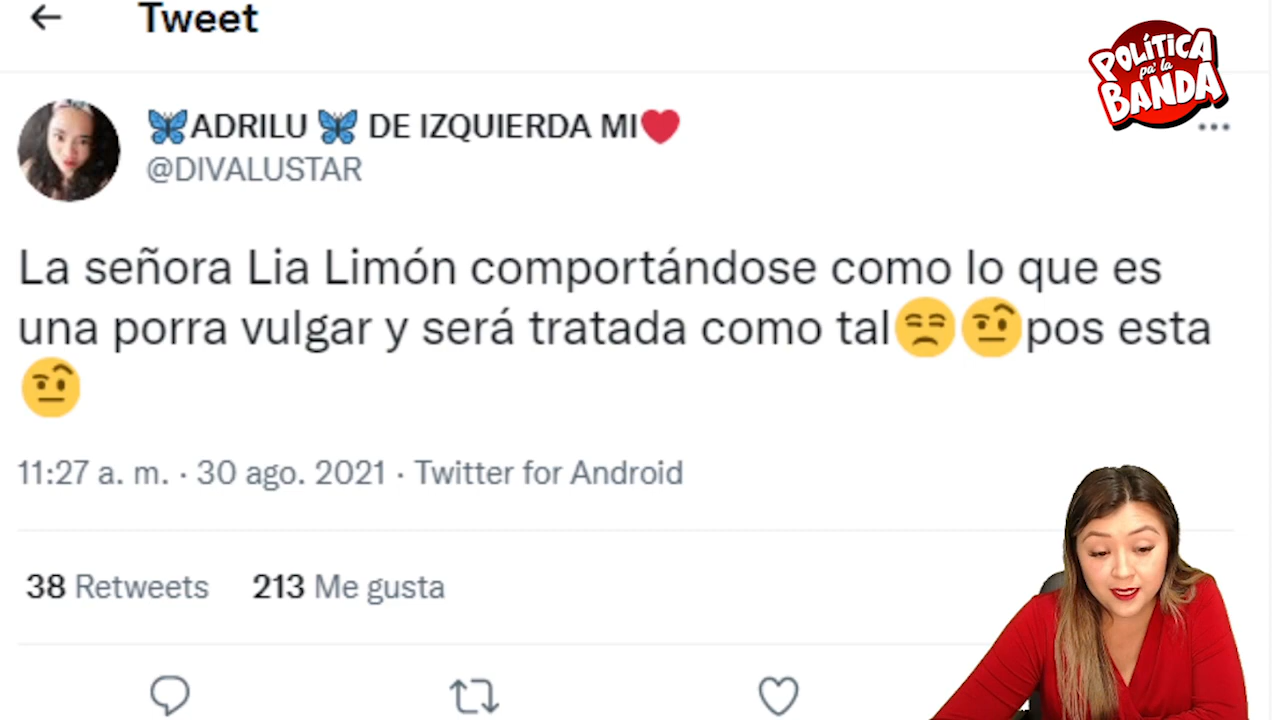 Tweet
POLÍTICA
pa' la
BANDA
🦋ADRILU 🦋 DE IZQUIERDA MI❤️
@DIVALUSTAR
La señora Lia Limón comportándose como lo que es
una porra vulgar y será tratada como tal😒🤨pos esta
🤨
11:27 a. m. · 30 ago. 2021 · Twitter for Android
38 Retweets 213 Me gusta